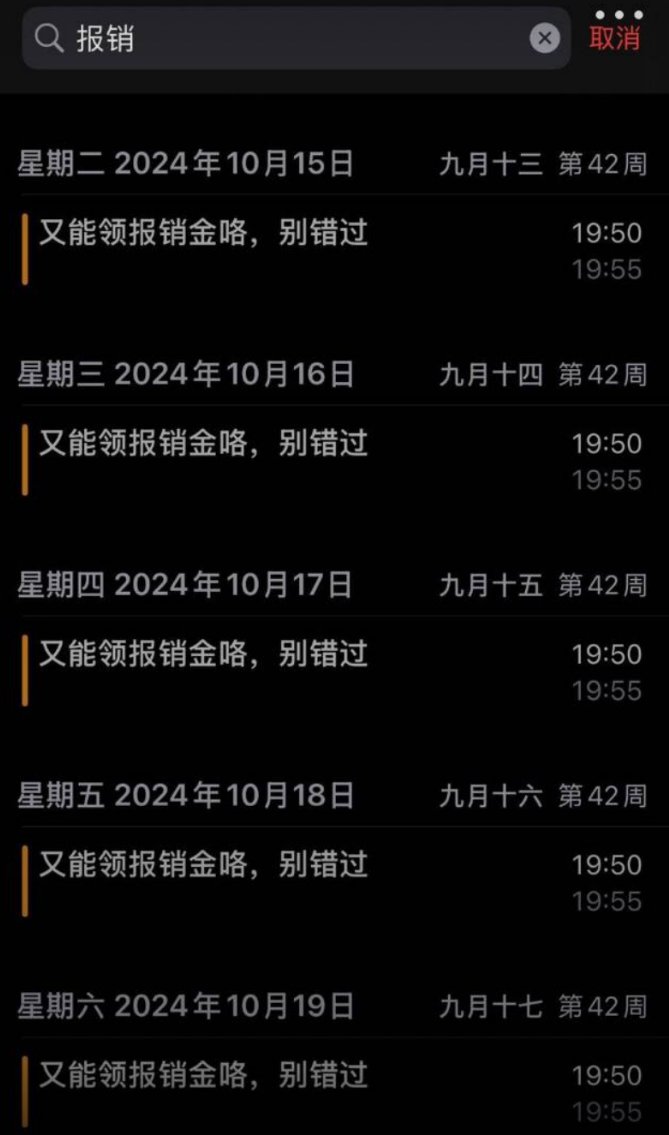 报销
取消
星期二 2024年10月15日 九月十三 第42周
又能领报销金咯，别错过 19:50
19:55
星期三 2024年10月16日 九月十四 第42周
又能领报销金咯，别错过 19:50
19:55
星期四 2024年10月17日 九月十五 第42周
又能领报销金咯，别错过 19:50
19:55
星期五 2024年10月18日 九月十六 第42周
又能领报销金咯，别错过 19:50
19:55
星期六 2024年10月19日 九月十七 第42周
又能领报销金咯，别错过 19:50
19:55